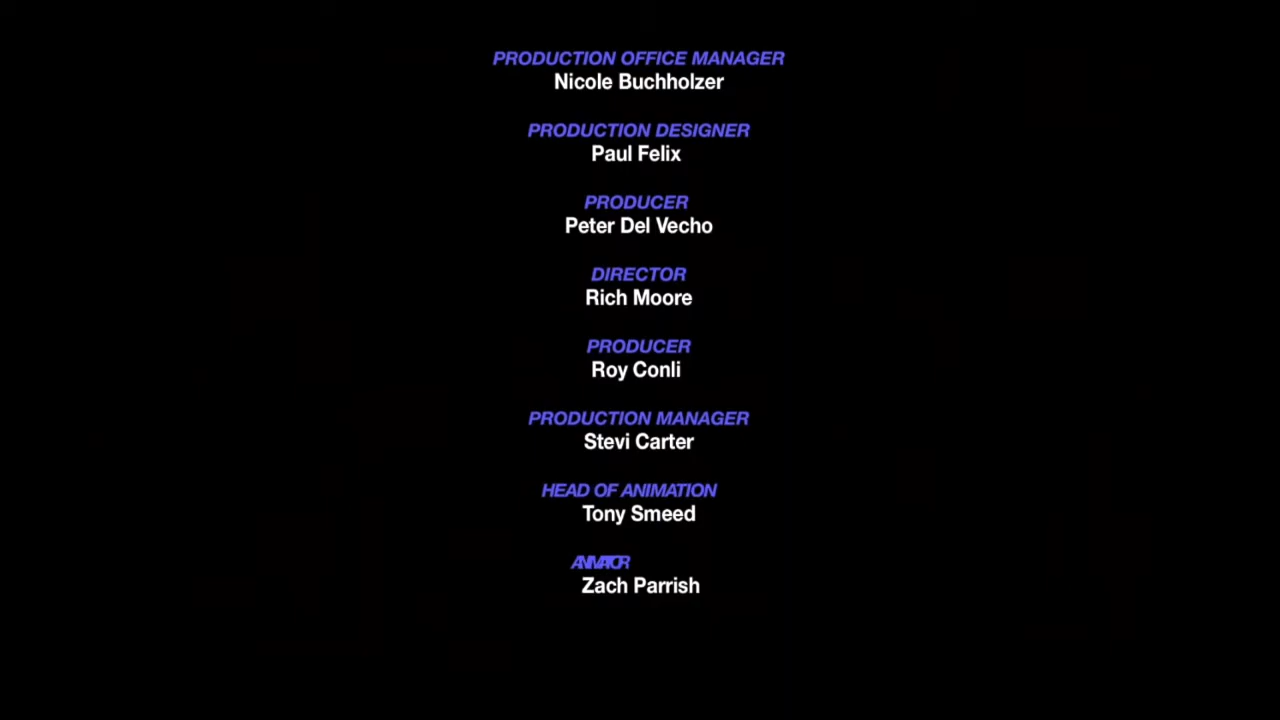 PRODUCTION OFFICE MANAGER
Nicole Buchholzer
PRODUCTION DESIGNER
Paul Felix
PRODUCER
Peter Del Vecho
DIRECTOR
Rich Moore
PRODUCER
Roy Conli
PRODUCTION MANAGER
Stevi Carter
HEAD OF ANIMATION
Tony Smeed
ANIMATOR
Zach Parrish